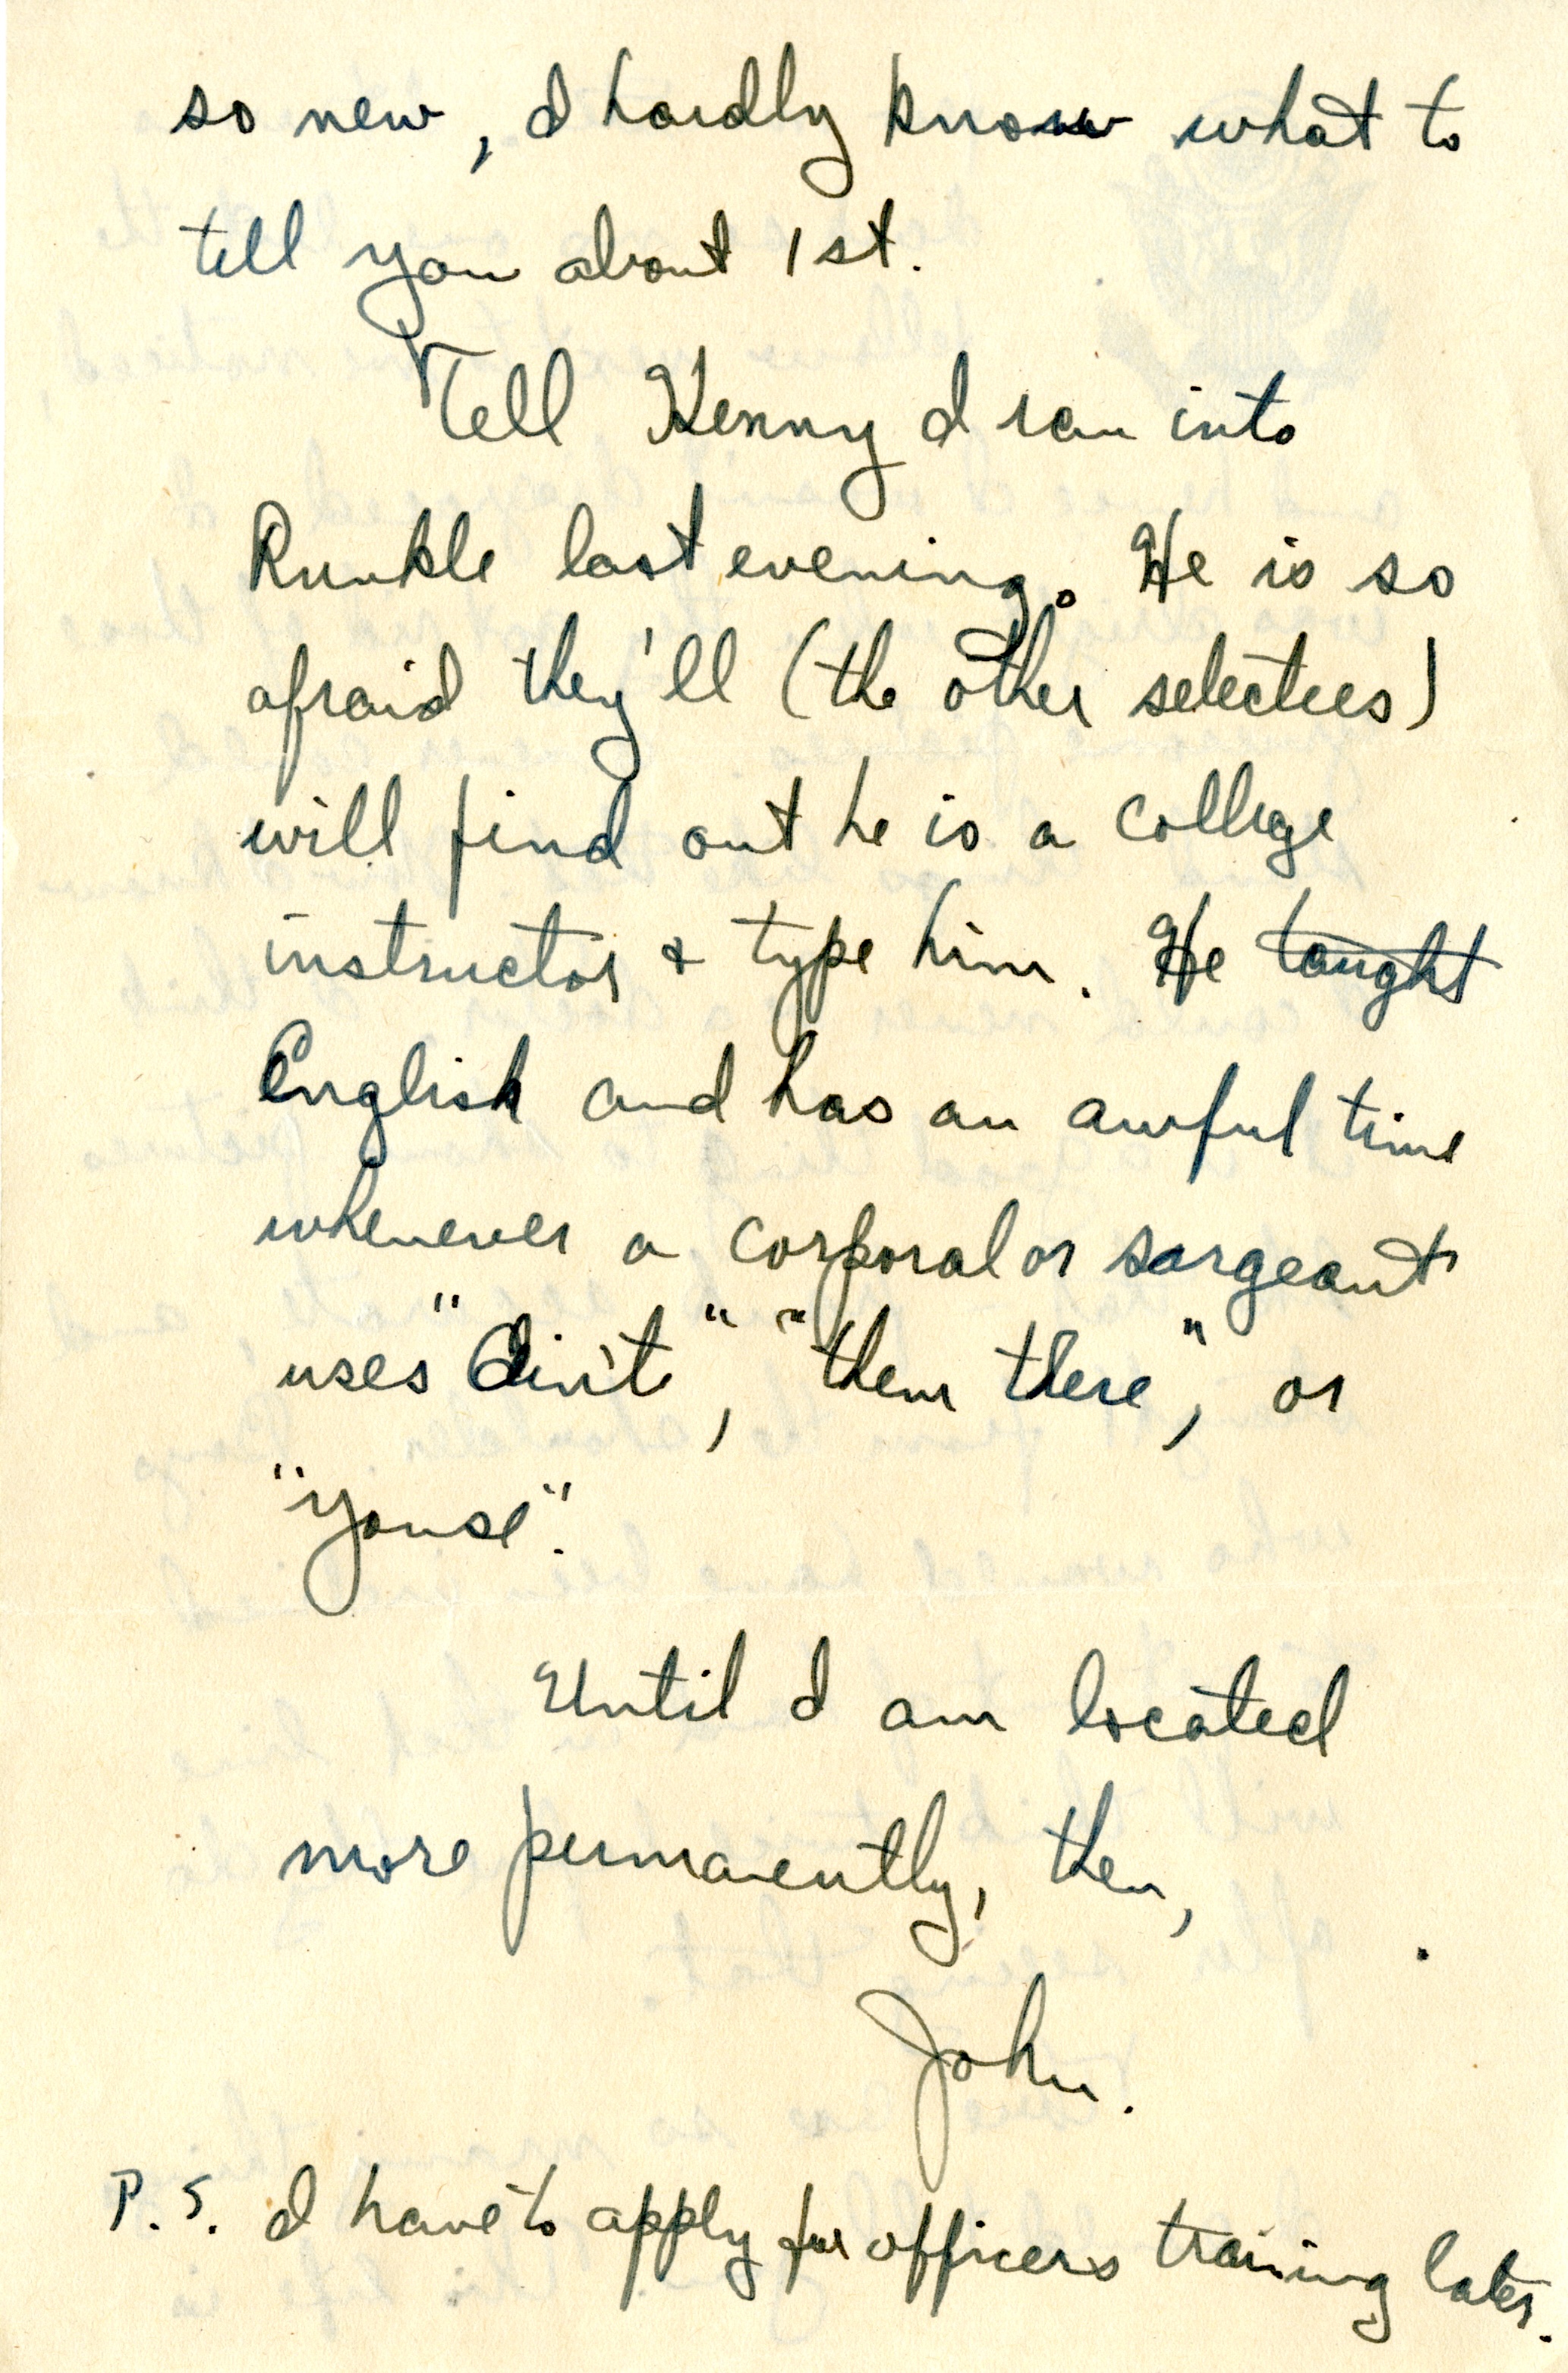 so new, I hardly know what to
tell you about 1st.
Tell Henny I ran into
Runkle last evening. He is so
afraid they'll (the other selectees)
will find out he is a college
instructor & type him. He taught
English and has an awful time
whenever a corporal or sargeant
uses "ain't", "them there", or
"youse".
Until I am located
more permanently, then,
John.
P.S. I have to apply for officers training later.